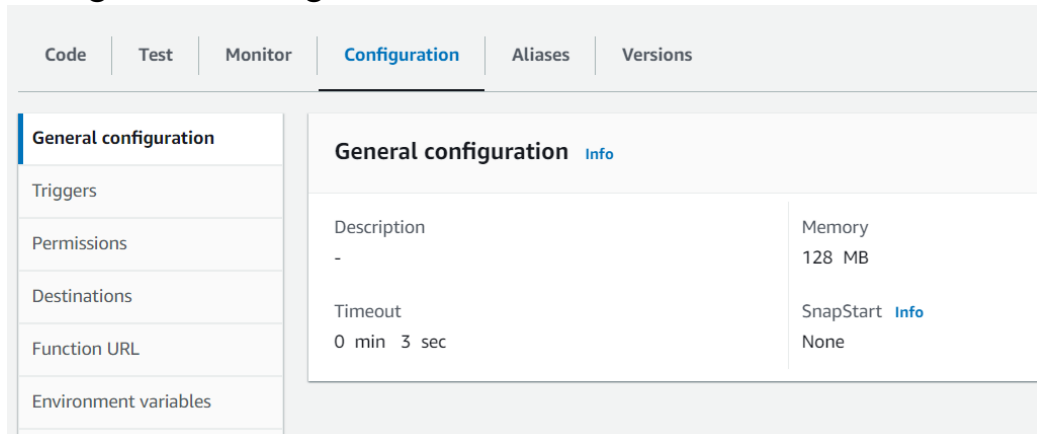 Code Test Monitor Configuration Aliases Versions
General configuration
Triggers
Permissions
Destinations
Function URL
Environment variables
General configuration Info
Description
-
Timeout
0 min 3 sec
Memory
128 MB
SnapStart Info
None